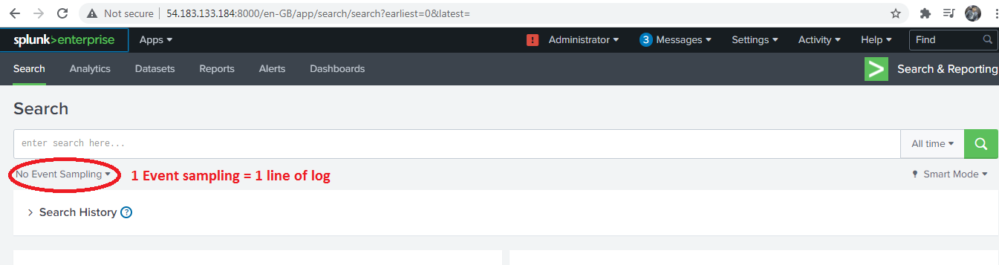 Not secure 54.183.133.184:8000/en-GB/app/search/search?earliest=0&latest=
splunk>enterprise Apps ! Administrator 3 Messages Settings Activity Help Find
Search Analytics Datasets Reports Alerts Dashboards > Search & Reporting
Search
enter search here... All time
No Event Sampling 1 Event sampling = 1 line of log Smart Mode
> Search History ?